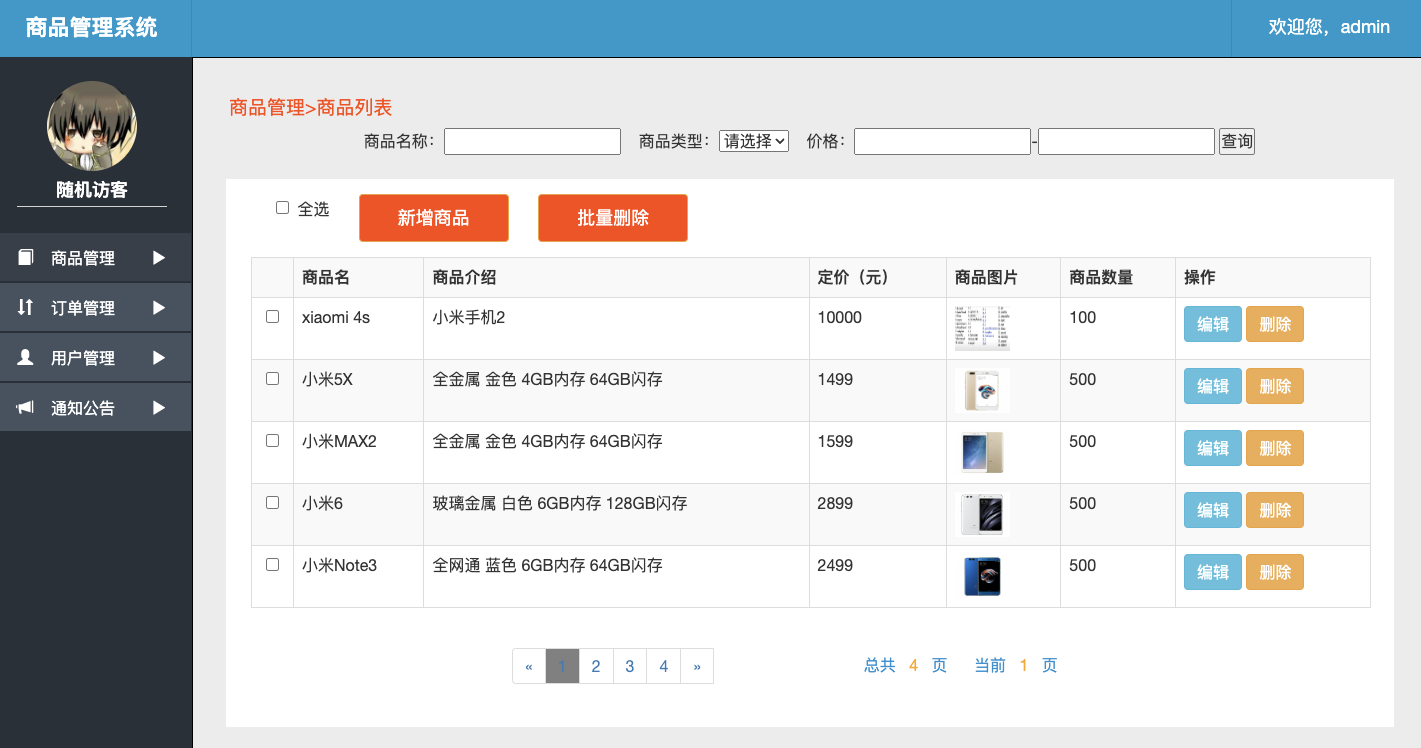 商品管理系统
欢迎您，admin
随机访客
商品管理
订单管理
用户管理
通知公告
商品管理>商品列表
商品名称： 商品类型： 请选择 价格： - 查询
全选 新增商品 批量删除
商品名 商品介绍 定价（元） 商品图片 商品数量 操作
xiaomi 4s 小米手机2 10000 100 编辑 删除
小米5X 全金属 金色 4GB内存 64GB闪存 1499 500 编辑 删除
小米MAX2 全金属 金色 4GB内存 64GB闪存 1599 500 编辑 删除
小米6 玻璃金属 白色 6GB内存 128GB闪存 2899 500 编辑 删除
小米Note3 全网通 蓝色 6GB内存 64GB闪存 2499 500 编辑 删除
« 1 2 3 4 » 总共 4 页 当前 1 页